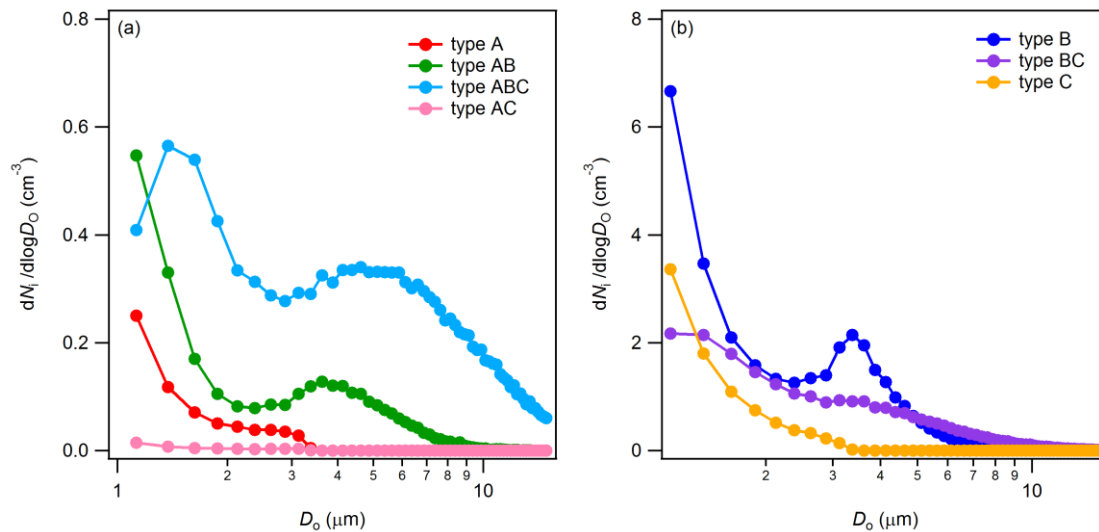 (a)
type A
type AB
type ABC
type AC
0.8
0.6
0.4
0.2
0.0
dNi /dlogDO (cm-3)
1
2
3
4
5
6
7
8
9
10
Do (μm)
(b)
type B
type BC
type C
8
6
4
2
0
dNi /dlogDO (cm-3)
2
3
4
5
6
7
8
9
10
Do (μm)